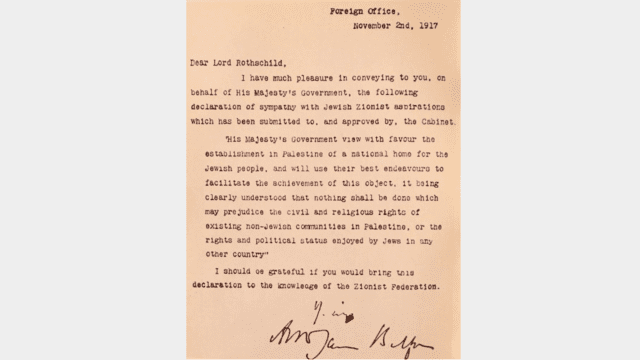 Foreign Office,
November 2nd, 1917
Dear Lord Rothschild,
I have much pleasure in conveying to you, on
behalf of His Majesty's Government, the following
declaration of sympathy with Jewish Zionist aspirations
which has been submitted to, and approved by, the Cabinet.
"His Majesty's Government view with favour the
establishment in Palestine of a national home for the
Jewish people, and will use their best endeavours to
facilitate the achievement of this object, it being
clearly understood that nothing shall be done which
may prejudice the civil and religious rights of
existing non-Jewish communities in Palestine, or the
rights and political status enjoyed by Jews in any
other country"
I should be grateful if you would bring this
declaration to the knowledge of the Zionist Federation.